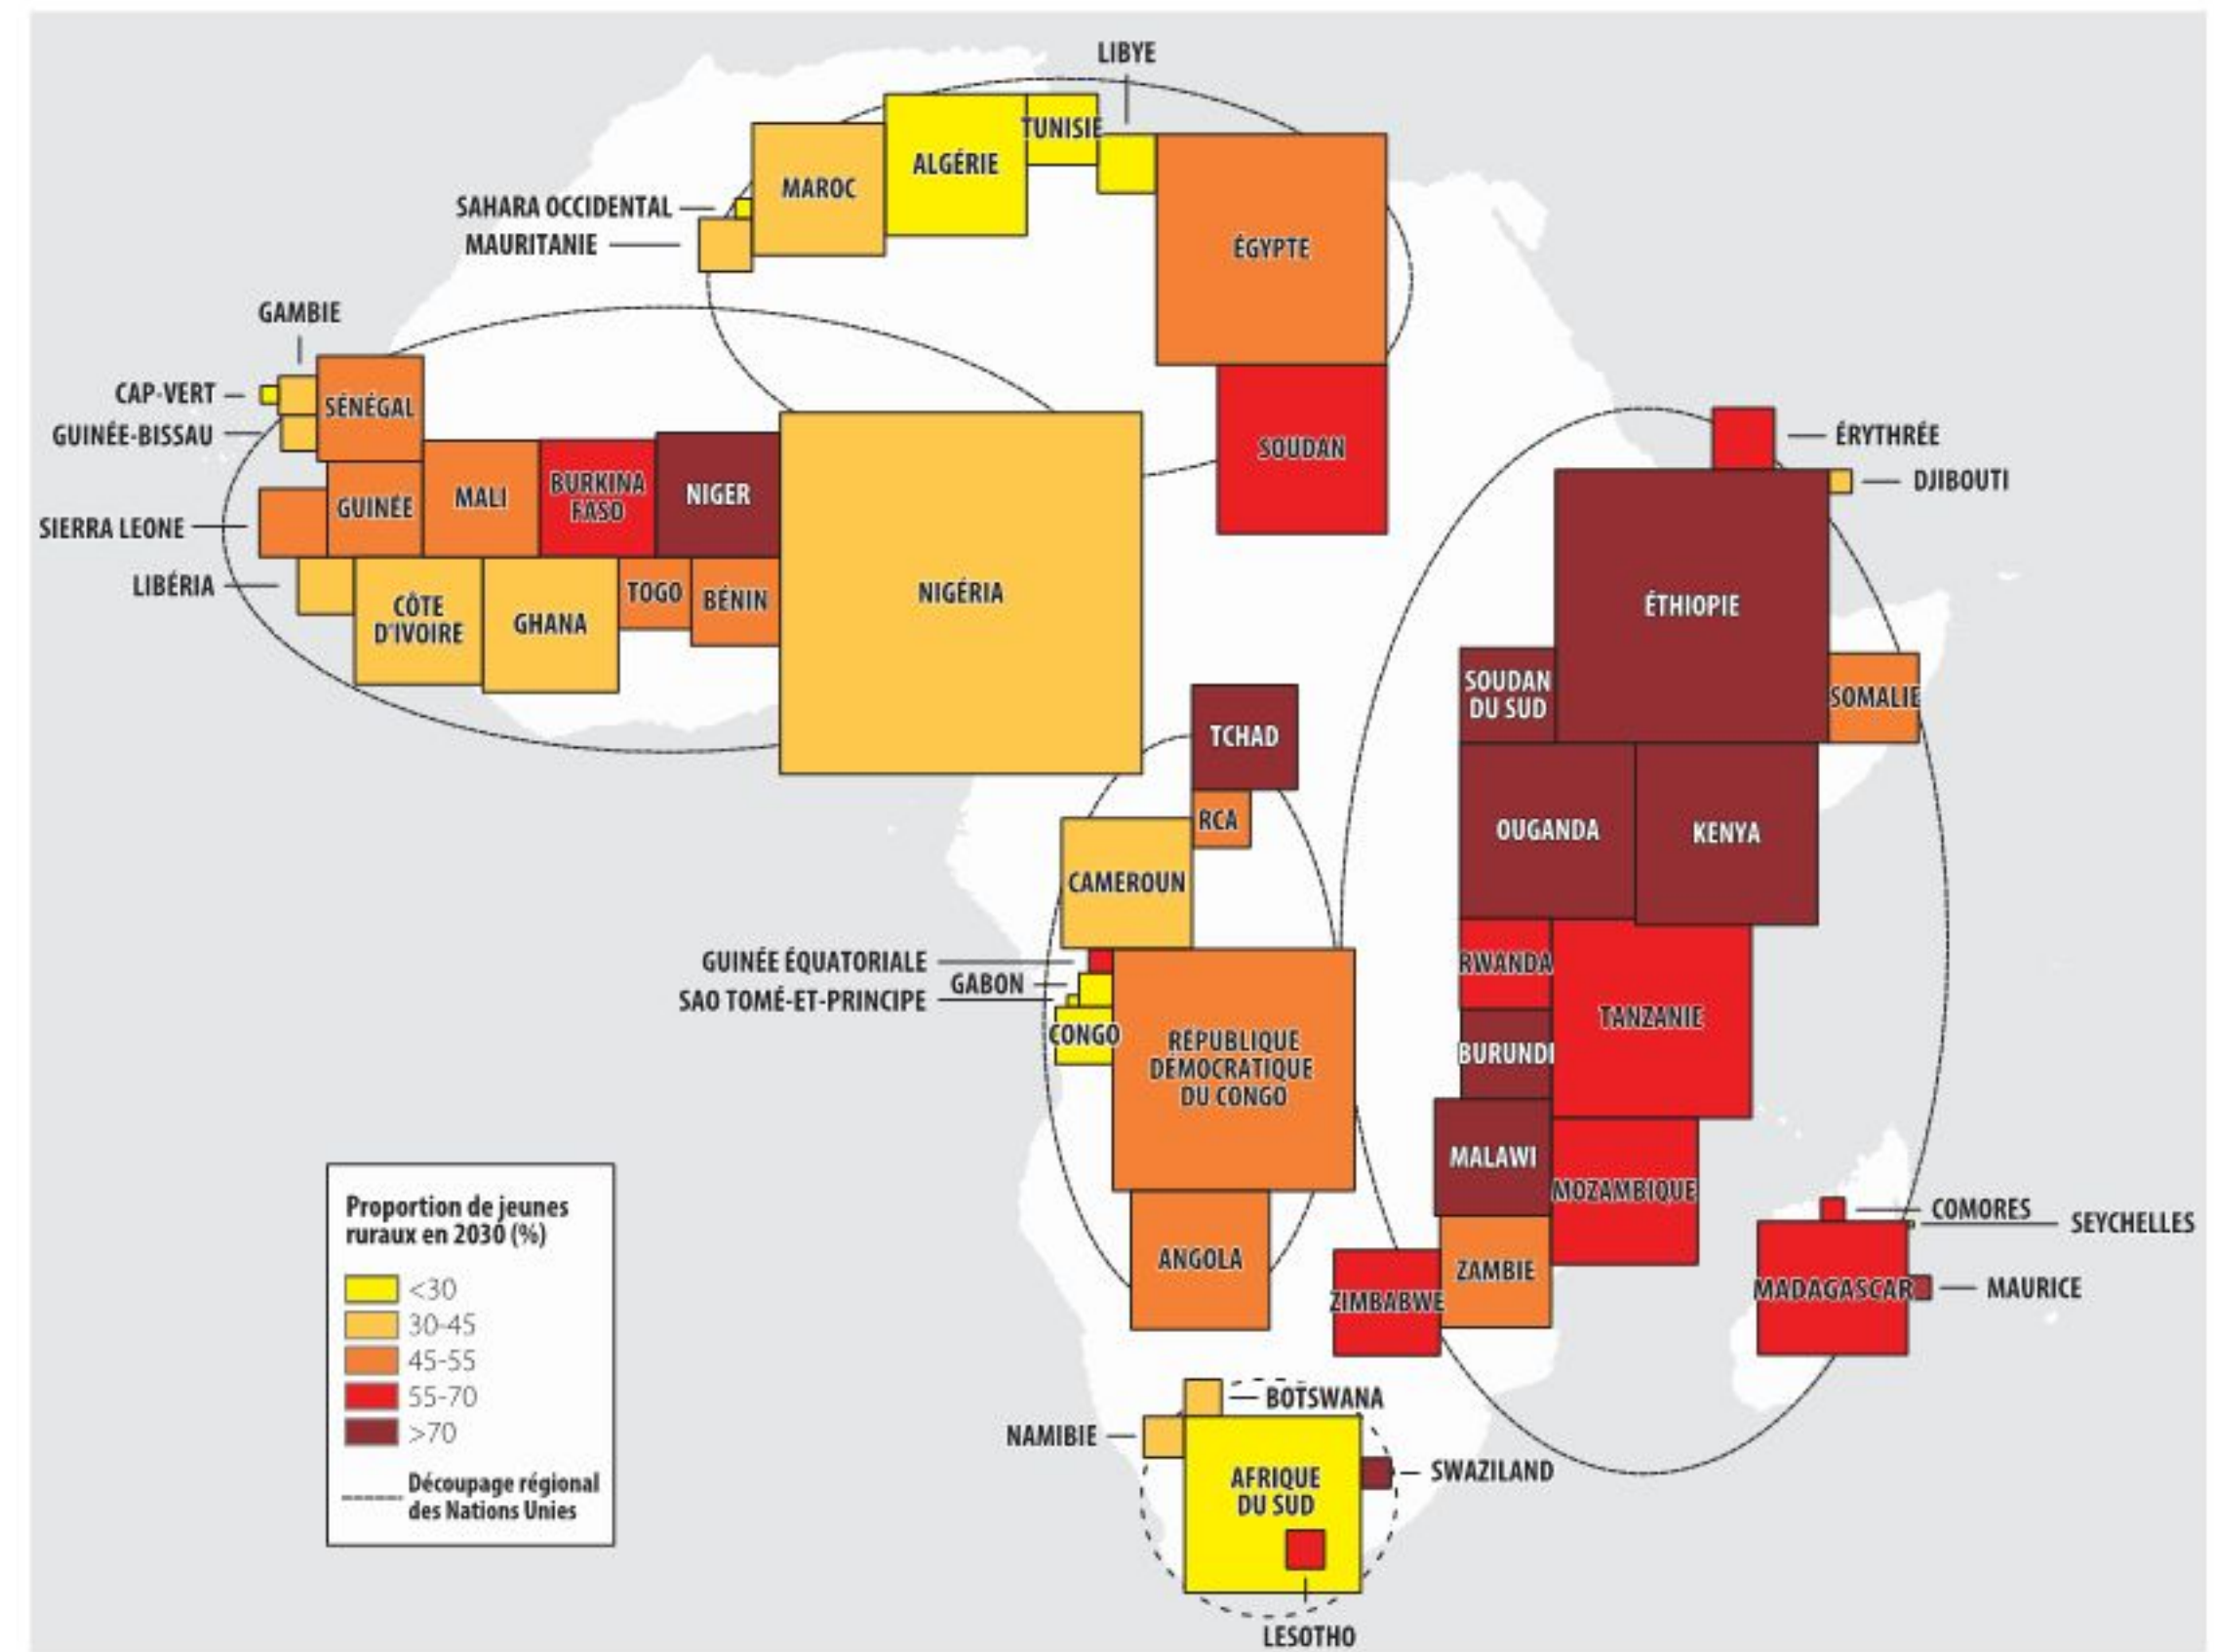 LIBYE
TUNISIE
ALGÉRIE
MAROC
SAHARA OCCIDENTAL
MAURITANIE
ÉGYPTE
GAMBIE
CAP-VERT
SÉNÉGAL
GUINÉE-BISSAU
SOUDAN
ÉRYTHRÉE
DJIBOUTI
BURKINA
FASO
NIGER
MALI
GUINÉE
SIERRA LEONE
LIBÉRIA
CÔTE
D'IVOIRE
GHANA
TOGO
BÉNIN
NIGÉRIA
ÉTHIOPIE
SOUDAN
DU SUD
SOMALIE
TCHAD
RCA
OUGANDA
KENYA
CAMEROUN
GUINÉE ÉQUATORIALE
GABON
SAO TOMÉ-ET-PRINCIPE
CONGO
RÉPUBLIQUE
DÉMOCRATIQUE
DU CONGO
RWANDA
TANZANIE
BURUNDI
MALAWI
MOZAMBIQUE
COMORES
SEYCHELLES
ANGOLA
ZAMBIE
ZIMBABWE
MADAGASCAR
MAURICE
BOTSWANA
NAMIBIE
AFRIQUE
DU SUD
SWAZILAND
LESOTHO
Proportion de jeunes
ruraux en 2030 (%)
<30
30-45
45-55
55-70
>70
Découpage régional
des Nations Unies